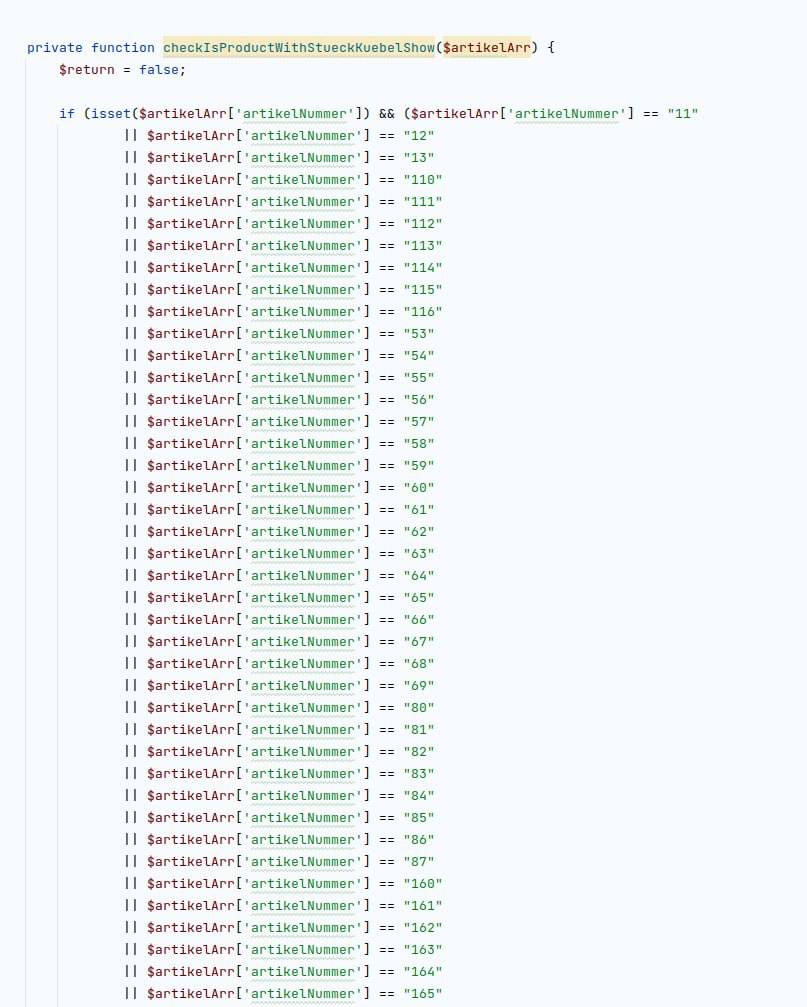 private function checkIsProductWithStueckKuebelShow($artikelArr) {
$return = false;
if (isset($artikelArr['artikelNummer']) && ($artikelArr['artikelNummer'] == "11"
|| $artikelArr['artikelNummer'] == "12"
|| $artikelArr['artikelNummer'] == "13"
|| $artikelArr['artikelNummer'] == "110"
|| $artikelArr['artikelNummer'] == "111"
|| $artikelArr['artikelNummer'] == "112"
|| $artikelArr['artikelNummer'] == "113"
|| $artikelArr['artikelNummer'] == "114"
|| $artikelArr['artikelNummer'] == "115"
|| $artikelArr['artikelNummer'] == "116"
|| $artikelArr['artikelNummer'] == "53"
|| $artikelArr['artikelNummer'] == "54"
|| $artikelArr['artikelNummer'] == "55"
|| $artikelArr['artikelNummer'] == "56"
|| $artikelArr['artikelNummer'] == "57"
|| $artikelArr['artikelNummer'] == "58"
|| $artikelArr['artikelNummer'] == "59"
|| $artikelArr['artikelNummer'] == "60"
|| $artikelArr['artikelNummer'] == "61"
|| $artikelArr['artikelNummer'] == "62"
|| $artikelArr['artikelNummer'] == "63"
|| $artikelArr['artikelNummer'] == "64"
|| $artikelArr['artikelNummer'] == "65"
|| $artikelArr['artikelNummer'] == "66"
|| $artikelArr['artikelNummer'] == "67"
|| $artikelArr['artikelNummer'] == "68"
|| $artikelArr['artikelNummer'] == "69"
|| $artikelArr['artikelNummer'] == "80"
|| $artikelArr['artikelNummer'] == "81"
|| $artikelArr['artikelNummer'] == "82"
|| $artikelArr['artikelNummer'] == "83"
|| $artikelArr['artikelNummer'] == "84"
|| $artikelArr['artikelNummer'] == "85"
|| $artikelArr['artikelNummer'] == "86"
|| $artikelArr['artikelNummer'] == "87"
|| $artikelArr['artikelNummer'] == "160"
|| $artikelArr['artikelNummer'] == "161"
|| $artikelArr['artikelNummer'] == "162"
|| $artikelArr['artikelNummer'] == "163"
|| $artikelArr['artikelNummer'] == "164"
|| $artikelArr['artikelNummer'] == "165"